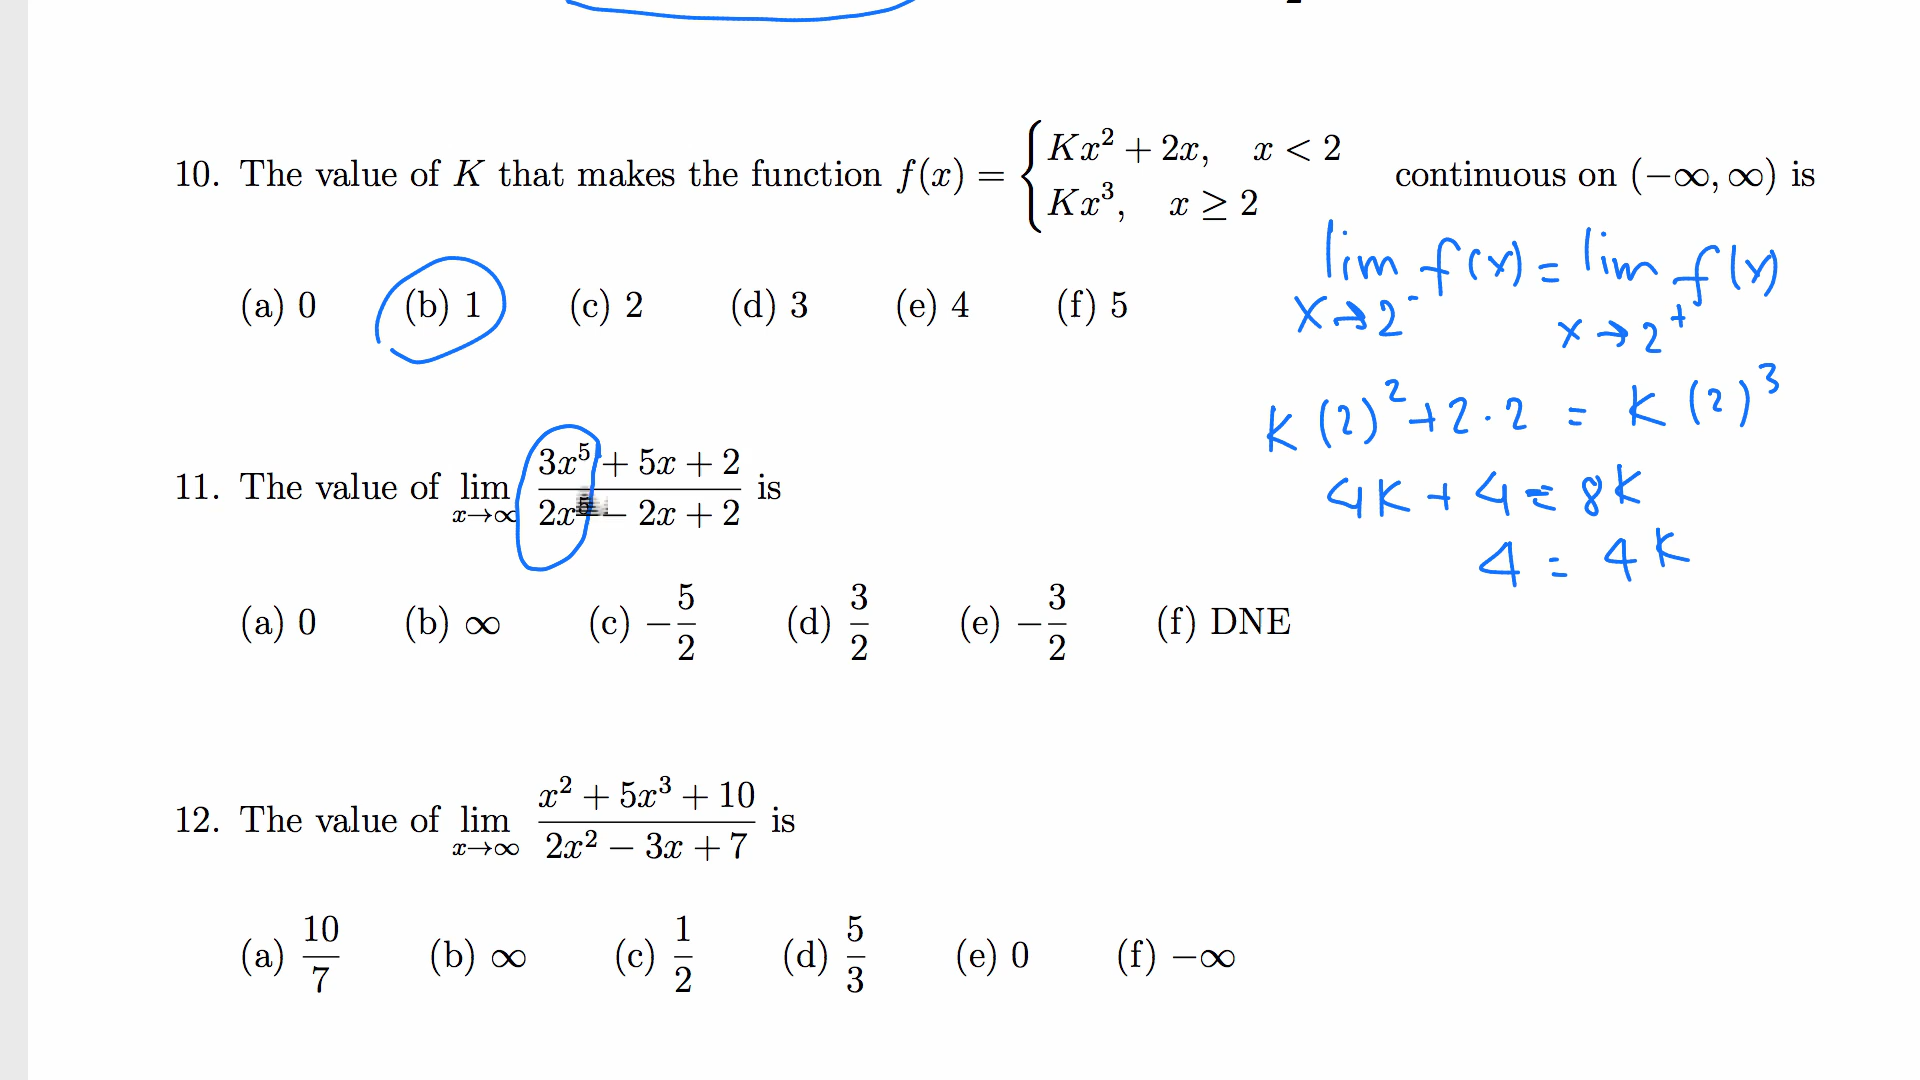 10. The value of K that makes the function f(x) = { Kx² + 2x, x < 2
Kx³, x ≥ 2 continuous on (−∞, ∞) is
lim f(x) = lim f(x)
x→2⁻ x→2⁺
(a) 0 (b) 1 (c) 2 (d) 3 (e) 4 (f) 5
K(2)²+2·2 = K(2)³
4K + 4 = 8K
4 = 4K
11. The value of lim x→∞ (3x⁵ + 5x + 2)/(2x⁵ − 2x + 2) is
(a) 0 (b) ∞ (c) −5/2 (d) 3/2 (e) −3/2 (f) DNE
12. The value of lim x→∞ (x² + 5x³ + 10)/(2x² − 3x + 7) is
(a) 10/7 (b) ∞ (c) 1/2 (d) 5/3 (e) 0 (f) −∞